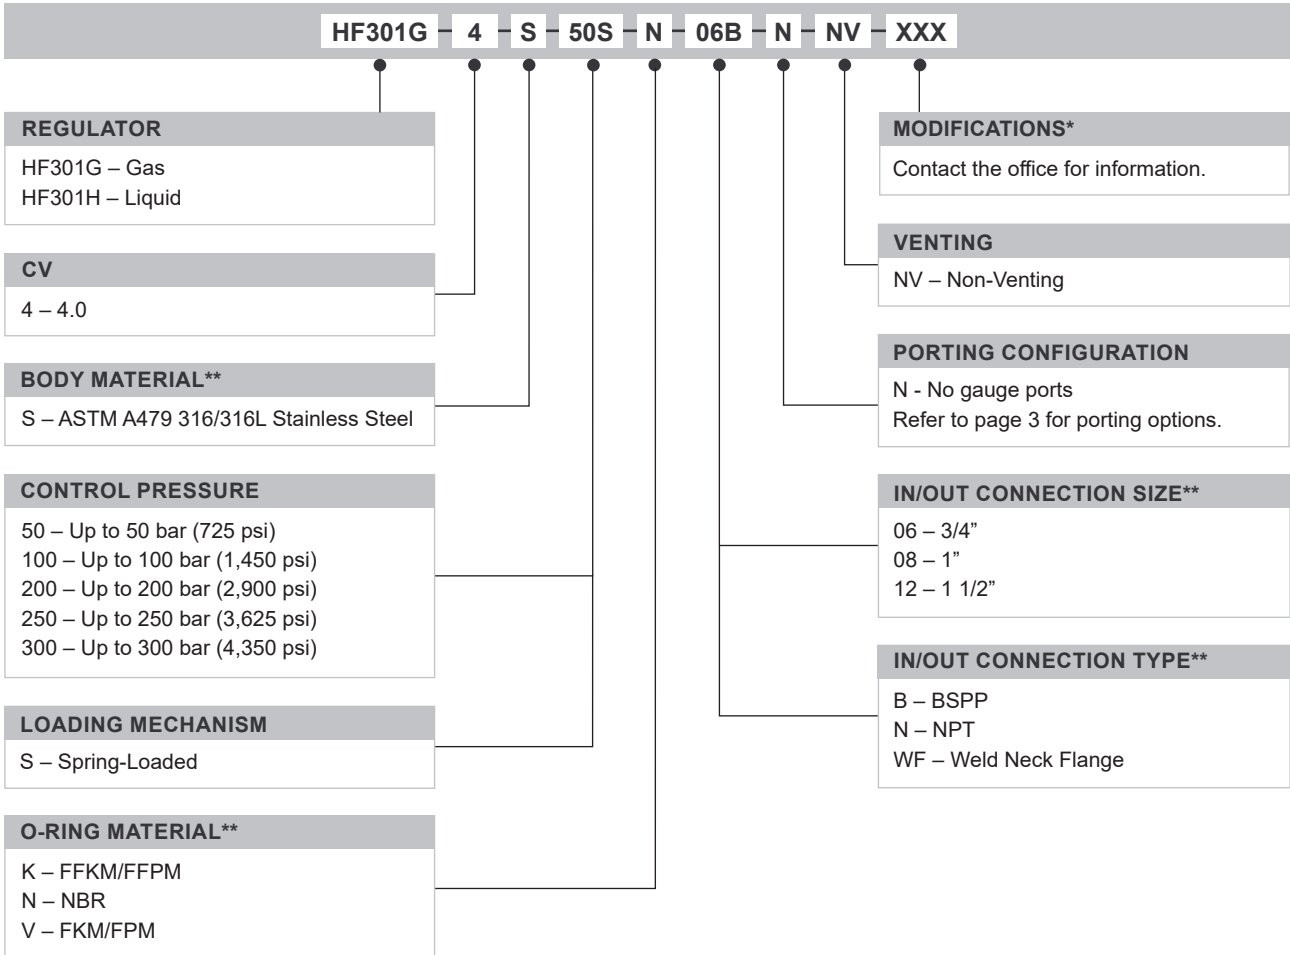 HF301G 4 S 50S N 06B N NV XXX
REGULATOR
HF301G – Gas
HF301H – Liquid
CV
4 – 4.0
BODY MATERIAL**
S – ASTM A479 316/316L Stainless Steel
CONTROL PRESSURE
50 – Up to 50 bar (725 psi)
100 – Up to 100 bar (1,450 psi)
200 – Up to 200 bar (2,900 psi)
250 – Up to 250 bar (3,625 psi)
300 – Up to 300 bar (4,350 psi)
LOADING MECHANISM
S – Spring-Loaded
O-RING MATERIAL**
K – FFKM/FFPM
N – NBR
V – FKM/FPM
MODIFICATIONS*
Contact the office for information.
VENTING
NV – Non-Venting
PORTING CONFIGURATION
N - No gauge ports
Refer to page 3 for porting options.
IN/OUT CONNECTION SIZE**
06 – 3/4”
08 – 1”
12 – 1 1/2”
IN/OUT CONNECTION TYPE**
B – BSPP
N – NPT
WF – Weld Neck Flange